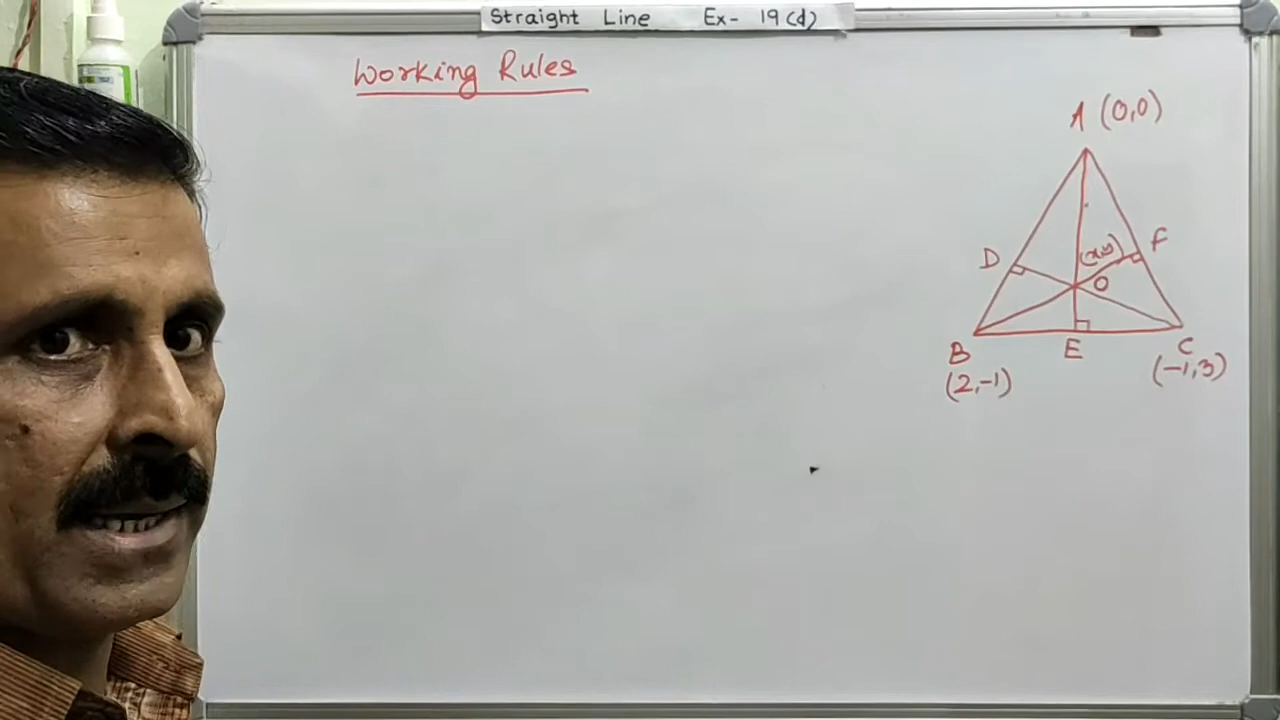 Straight Line Ex- 19(d)
Working Rules
A (0,0)
D
(x,y)
F
O
B
E
C
(2,-1)
(-1,3)